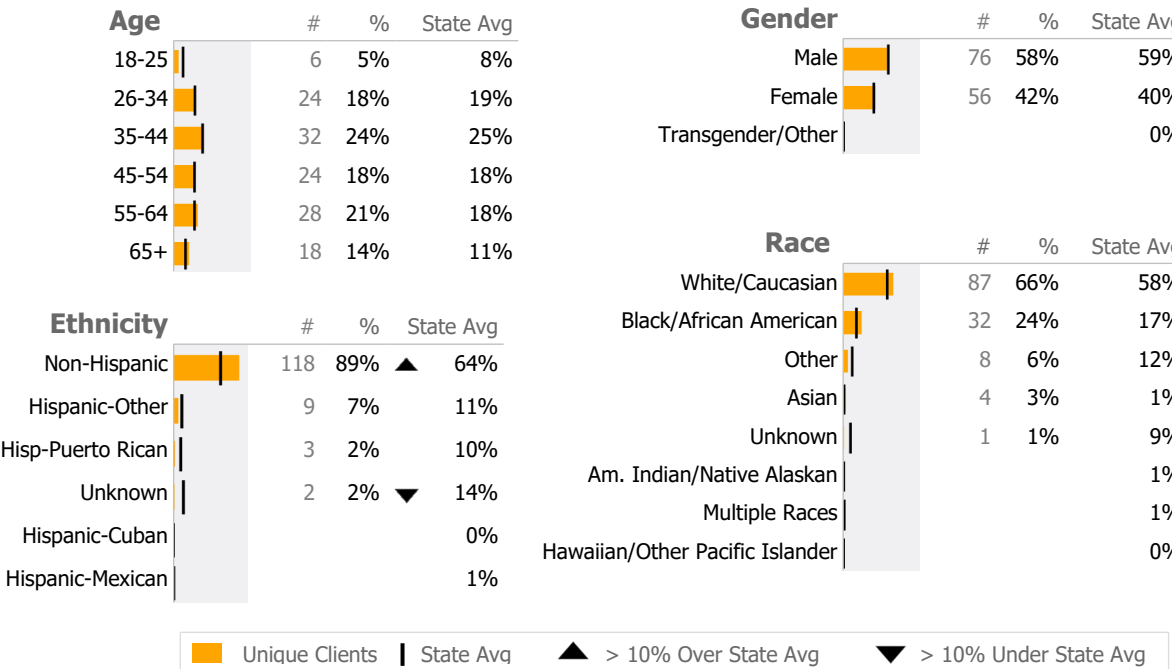 Age # % State Avg
18-25 6 5% 8%
26-34 24 18% 19%
35-44 32 24% 25%
45-54 24 18% 18%
55-64 28 21% 18%
65+ 18 14% 11%
Ethnicity # % State Avg
Non-Hispanic 118 89% ▲ 64%
Hispanic-Other 9 7% 11%
Hisp-Puerto Rican 3 2% 10%
Unknown 2 2% ▼ 14%
Hispanic-Cuban 0%
Hispanic-Mexican 1%
Gender # % State Avg
Male 76 58% 59%
Female 56 42% 40%
Transgender/Other 0%
Race # % State Avg
White/Caucasian 87 66% 58%
Black/African American 32 24% 17%
Other 8 6% 12%
Asian 4 3% 1%
Unknown 1 1% 9%
Am. Indian/Native Alaskan 1%
Multiple Races 1%
Hawaiian/Other Pacific Islander 0%
Unique Clients State Avg ▲ > 10% Over State Avg ▼ > 10% Under State Avg